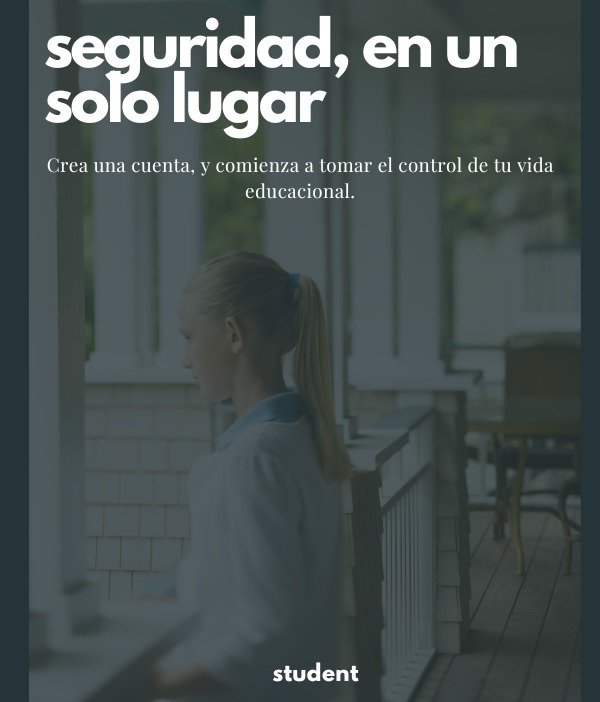 seguridad, en un
solo lugar
Crea una cuenta, y comienza a tomar el control de tu vida
educacional.
student